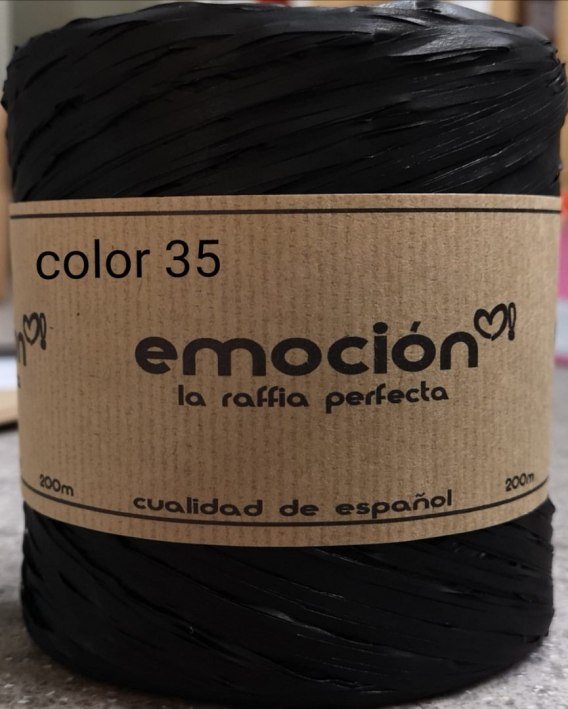 color 35
emoción
la raffia perfecta
200m
200m
cualidad de español